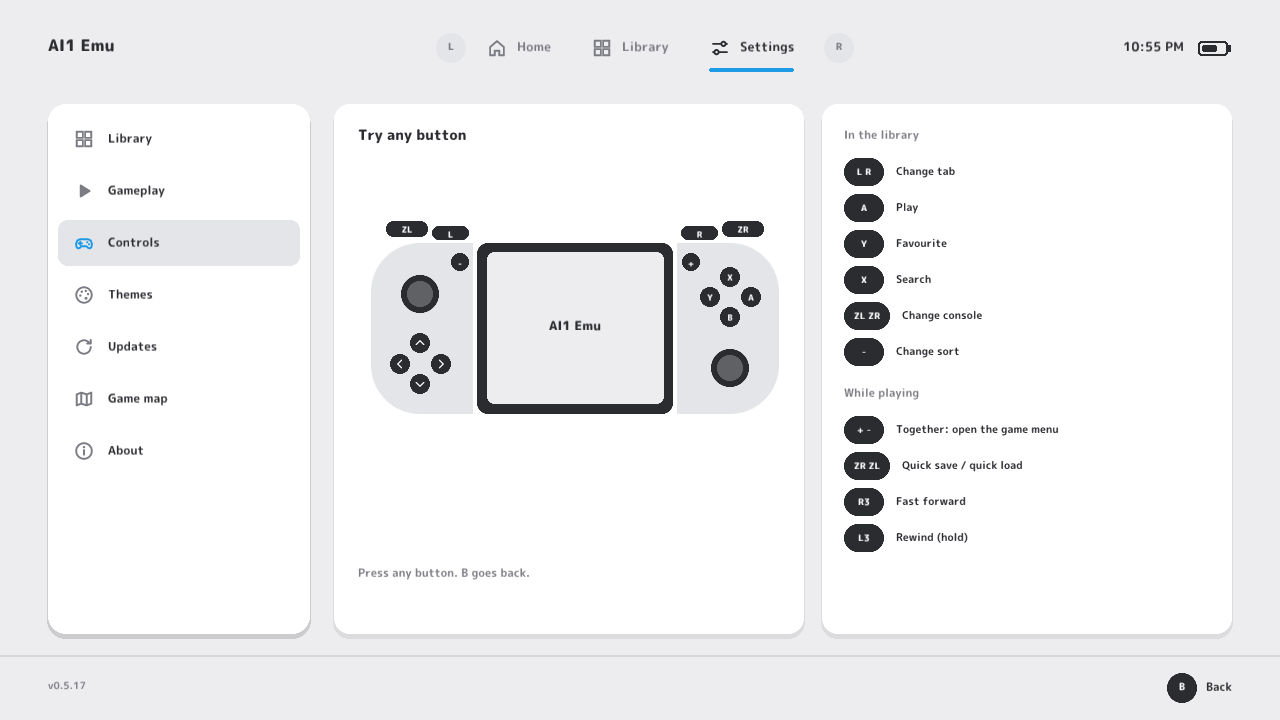 AI1 Emu
L
Home
Library
Settings
R
10:55 PM
Library
Gameplay
Controls
Themes
Updates
Game map
About
Try any button
ZL
L
R
ZR
-
+
X
Y
A
B
AI1 Emu
Press any button. B goes back.
In the library
L R Change tab
A Play
Y Favourite
X Search
ZL ZR Change console
- Change sort
While playing
+ - Together: open the game menu
ZR ZL Quick save / quick load
R3 Fast forward
L3 Rewind (hold)
v0.5.17
B Back